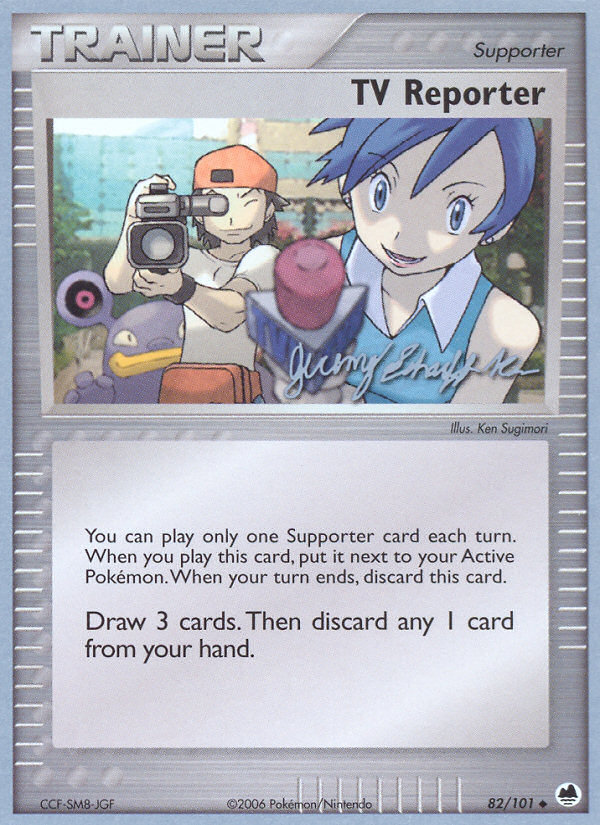 TRAINER
Supporter
TV Reporter
Jeremy
Illus. Ken Sugimori
You can play only one Supporter card each turn.
When you play this card, put it next to your Active
Pokémon. When your turn ends, discard this card.
Draw 3 cards. Then discard any 1 card
from your hand.
CCF-SM8-JGF
©2006 Pokémon/Nintendo
82/101